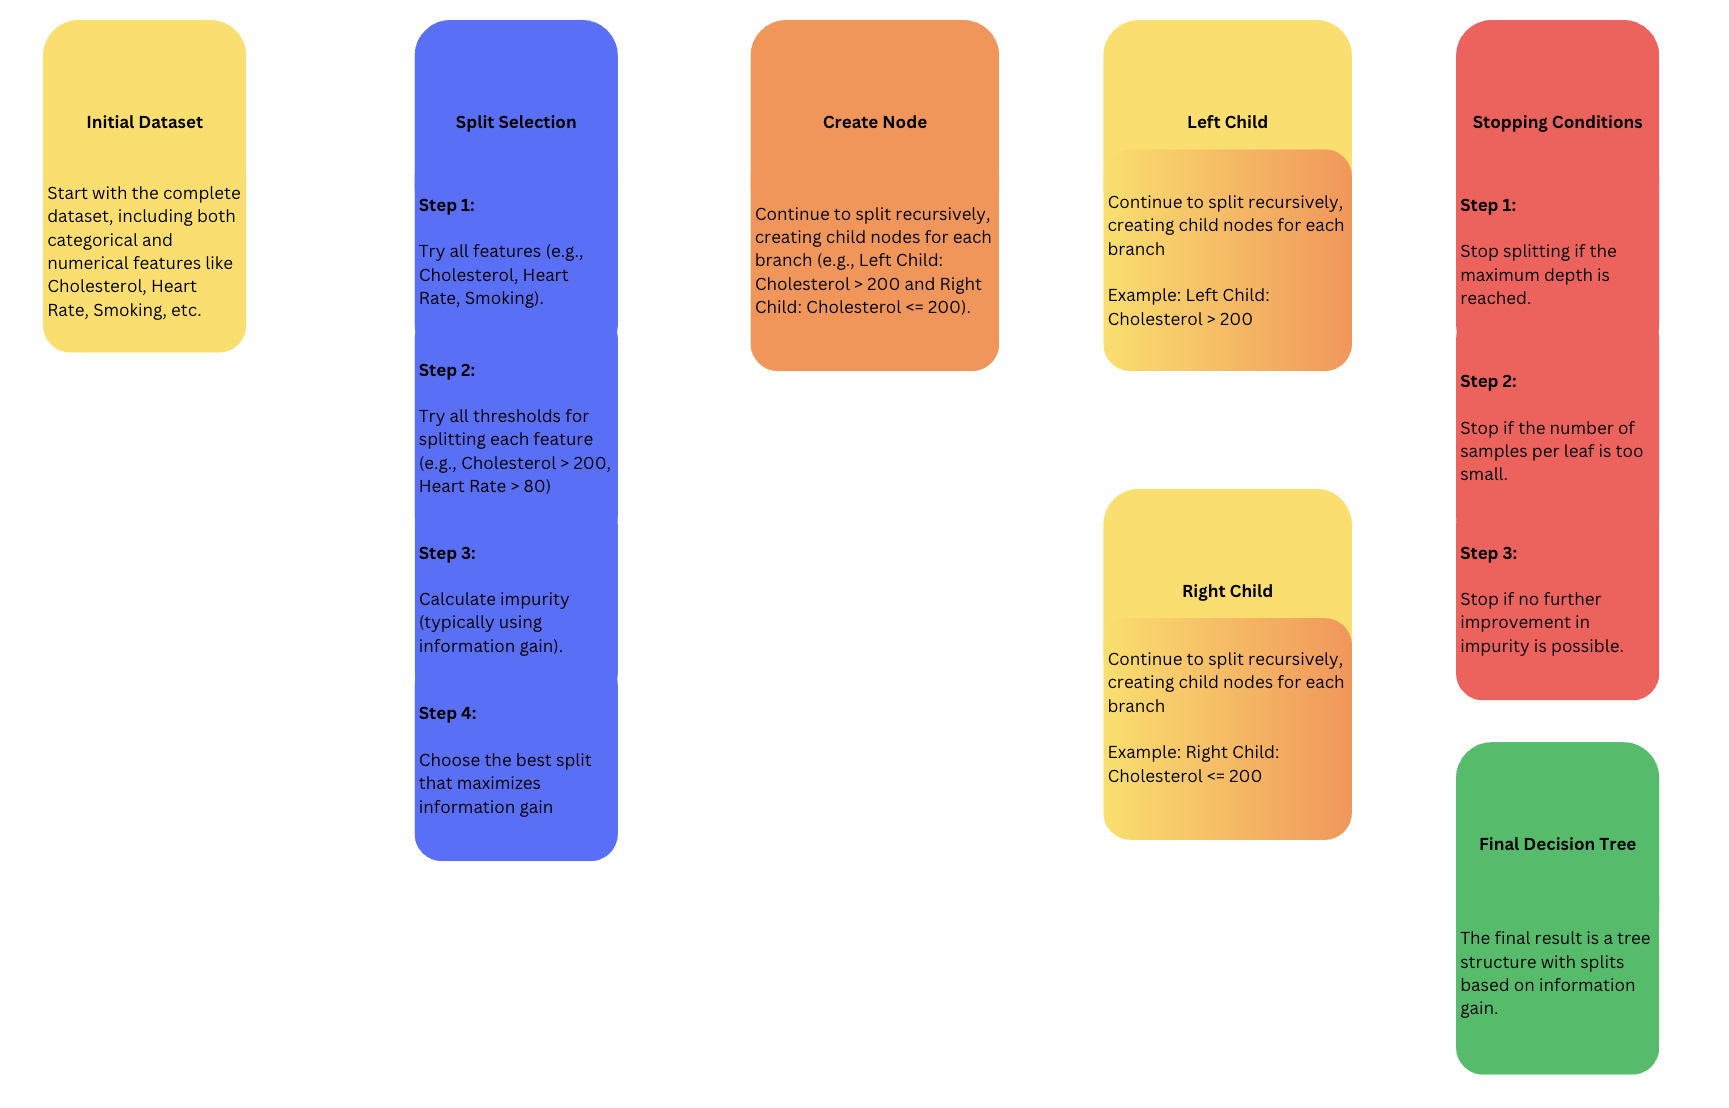 Initial Dataset
Start with the complete
dataset, including both
categorical and
numerical features like
Cholesterol, Heart
Rate, Smoking, etc.
Split Selection
Step 1:
Try all features (e.g.,
Cholesterol, Heart
Rate, Smoking).
Step 2:
Try all thresholds for
splitting each feature
(e.g., Cholesterol > 200,
Heart Rate > 80)
Step 3:
Calculate impurity
(typically using
information gain).
Step 4:
Choose the best split
that maximizes
information gain
Create Node
Continue to split recursively,
creating child nodes for each
branch (e.g., Left Child:
Cholesterol > 200 and Right
Child: Cholesterol <= 200).
Left Child
Continue to split recursively,
creating child nodes for each
branch
Example: Left Child:
Cholesterol > 200
Right Child
Continue to split recursively,
creating child nodes for each
branch
Example: Right Child:
Cholesterol <= 200
Stopping Conditions
Step 1:
Stop splitting if the
maximum depth is
reached.
Step 2:
Stop if the number of
samples per leaf is too
small.
Step 3:
Stop if no further
improvement in
impurity is possible.
Final Decision Tree
The final result is a tree
structure with splits
based on information
gain.